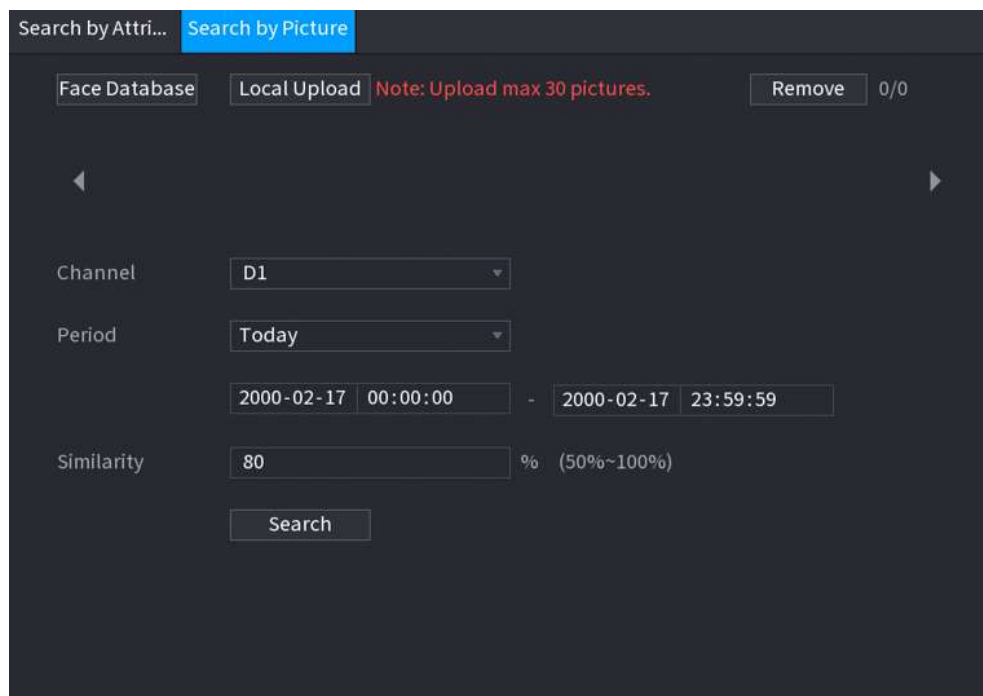 Search by Attri... Search by Picture
Face Database Local Upload Note: Upload max 30 pictures. Remove 0/0
Channel D1
Period Today
2000-02-17 00:00:00 - 2000-02-17 23:59:59
Similarity 80 % (50%~100%)
Search